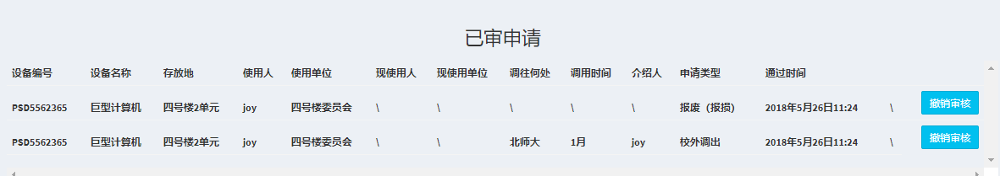 已审申请
设备编号 设备名称 存放地 使用人 使用单位 现使用人 现使用单位 调往何处 调用时间 介绍人 申请类型 通过时间
PSD5562365 巨型计算机 四号楼2单元 joy 四号楼委员会 \ \ \ \ \ 报废（报损） 2018年5月26日11:24 \ 撤销审核
PSD5562365 巨型计算机 四号楼2单元 joy 四号楼委员会 \ \ 北师大 1月 joy 校外调出 2018年5月26日11:24 \ 撤销审核